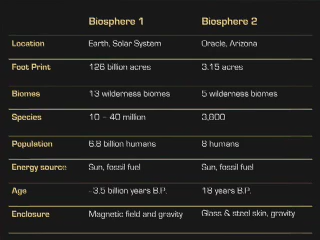 Biosphere 1 Biosphere 2
Location Earth, Solar System Oracle, Arizona
Foot Print 126 billion acres 3.15 acres
Biomes 13 wilderness biomes 5 wilderness biomes
Species 10 - 40 million 3,800
Population 6.8 billion humans 8 humans
Energy source Sun, fossil fuel Sun, fossil fuel
Age ~3.5 billion years B.P. 18 years B.P.
Enclosure Magnetic field and gravity Glass & steel skin, gravity